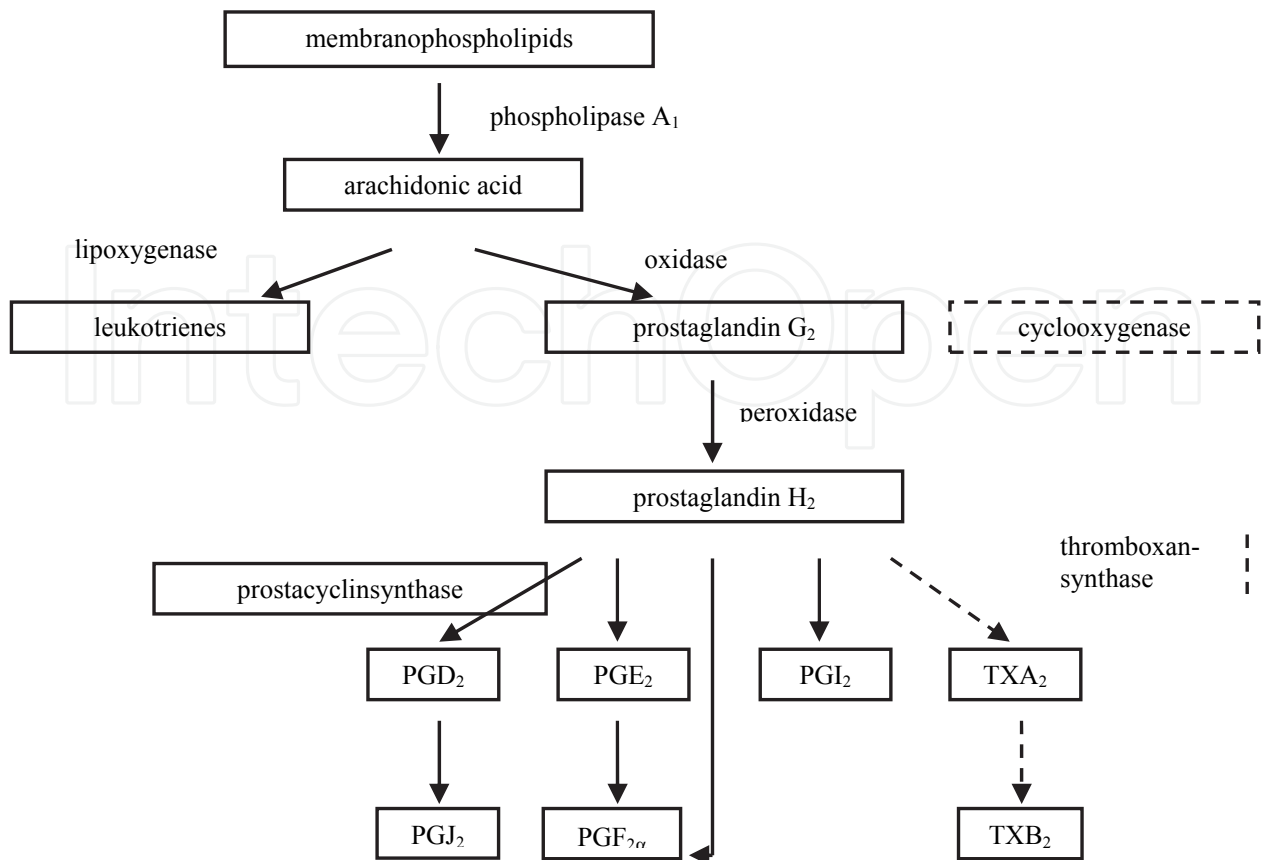 membranophospholipids
phospholipase A₁
arachidonic acid
lipoxygenase
oxidase
leukotrienes
prostaglandin G₂
cyclooxygenase
IntechOpen
peroxidase
prostaglandin H₂
thromboxan-
synthase
prostacyclinsynthase
PGD₂
PGE₂
PGI₂
TXA₂
PGJ₂
PGF₂α
TXB₂